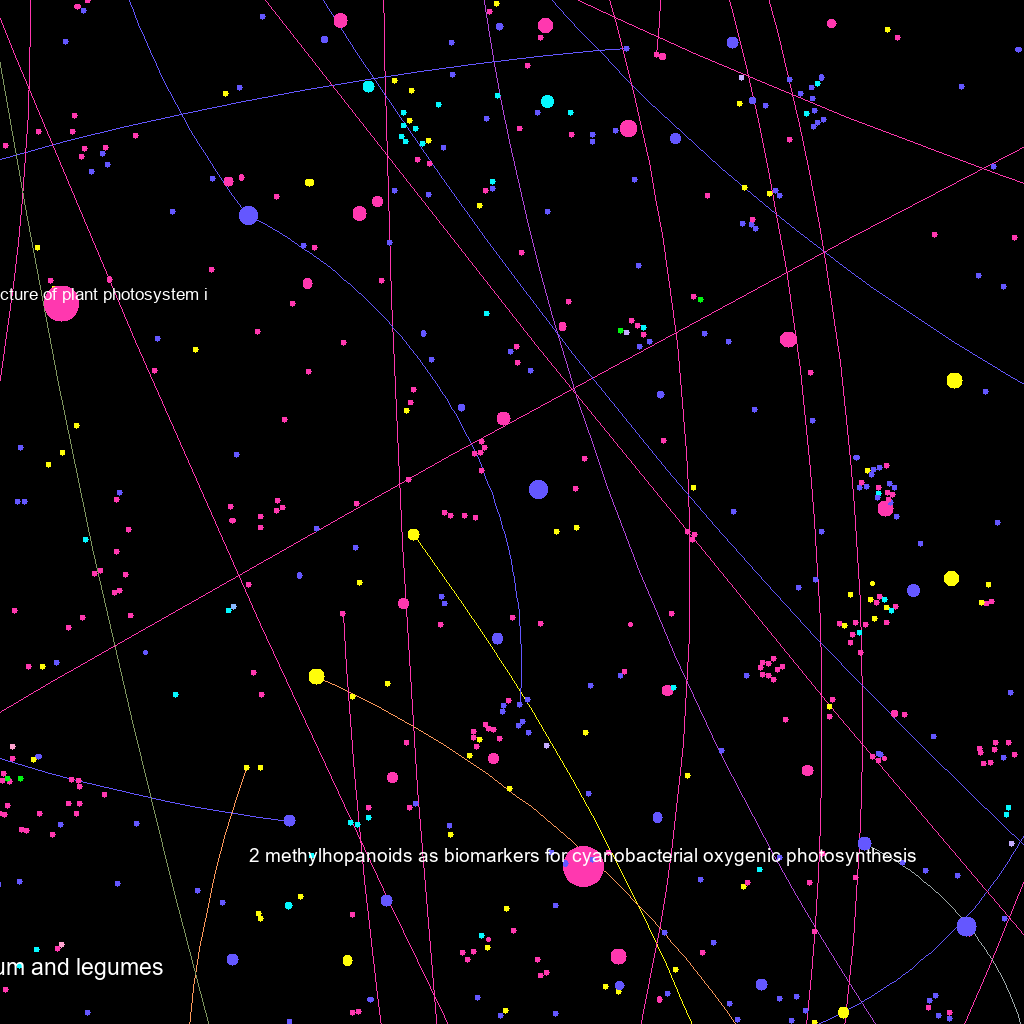 cture of plant photosystem i
2 methylhopanoids as biomarkers for cyanobacterial oxygenic photosynthesis
um and legumes